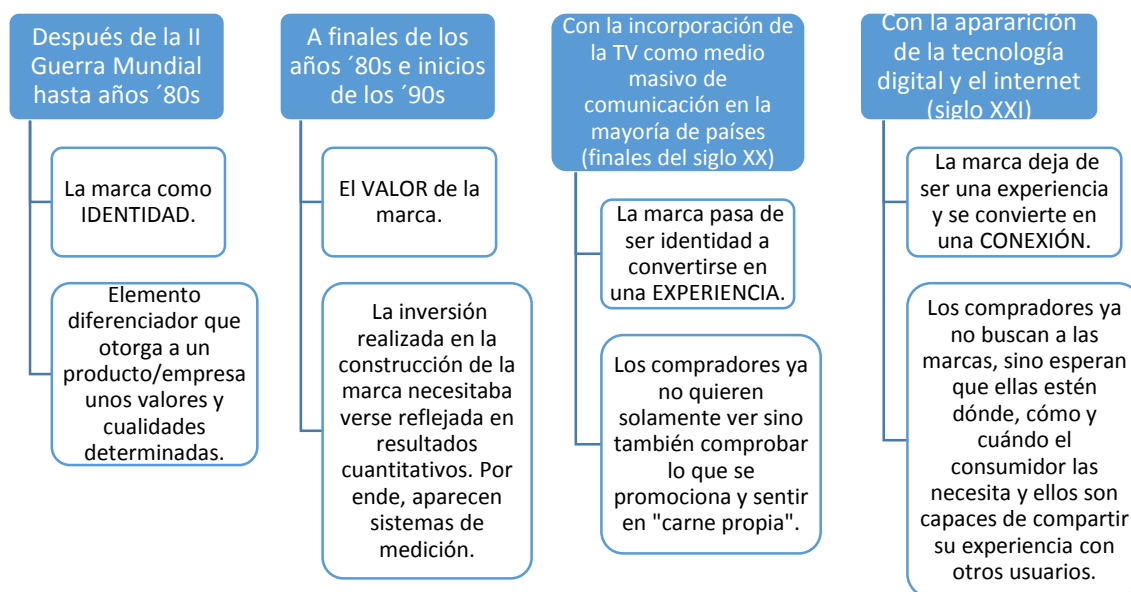 Después de la II
Guerra Mundial
hasta años ´80s
La marca como
IDENTIDAD.
Elemento
diferenciador que
otorga a un
producto/empresa
unos valores y
cualidades
determinadas.
A finales de los
años ´80s e inicios
de los ´90s
El VALOR de la
marca.
La inversión
realizada en la
construcción de la
marca necesitaba
verse reflejada en
resultados
cuantitativos. Por
ende, aparecen
sistemas de
medición.
Con la incorporación de
la TV como medio
masivo de
comunicación en la
mayoría de países
(finales del siglo XX)
La marca pasa de
ser identidad a
convertirse en
una EXPERIENCIA.
Los compradores ya
no quieren
solamente ver sino
también comprobar
lo que se
promociona y sentir
en "carne propia".
Con la apararición
de la tecnología
digital y el internet
(siglo XXI)
La marca deja de
ser una experiencia
y se convierte en
una CONEXIÓN.
Los compradores ya
no buscan a las
marcas, sino esperan
que ellas estén
dónde, cómo y
cuándo el
consumidor las
necesita y ellos son
capaces de compartir
su experiencia con
otros usuarios.